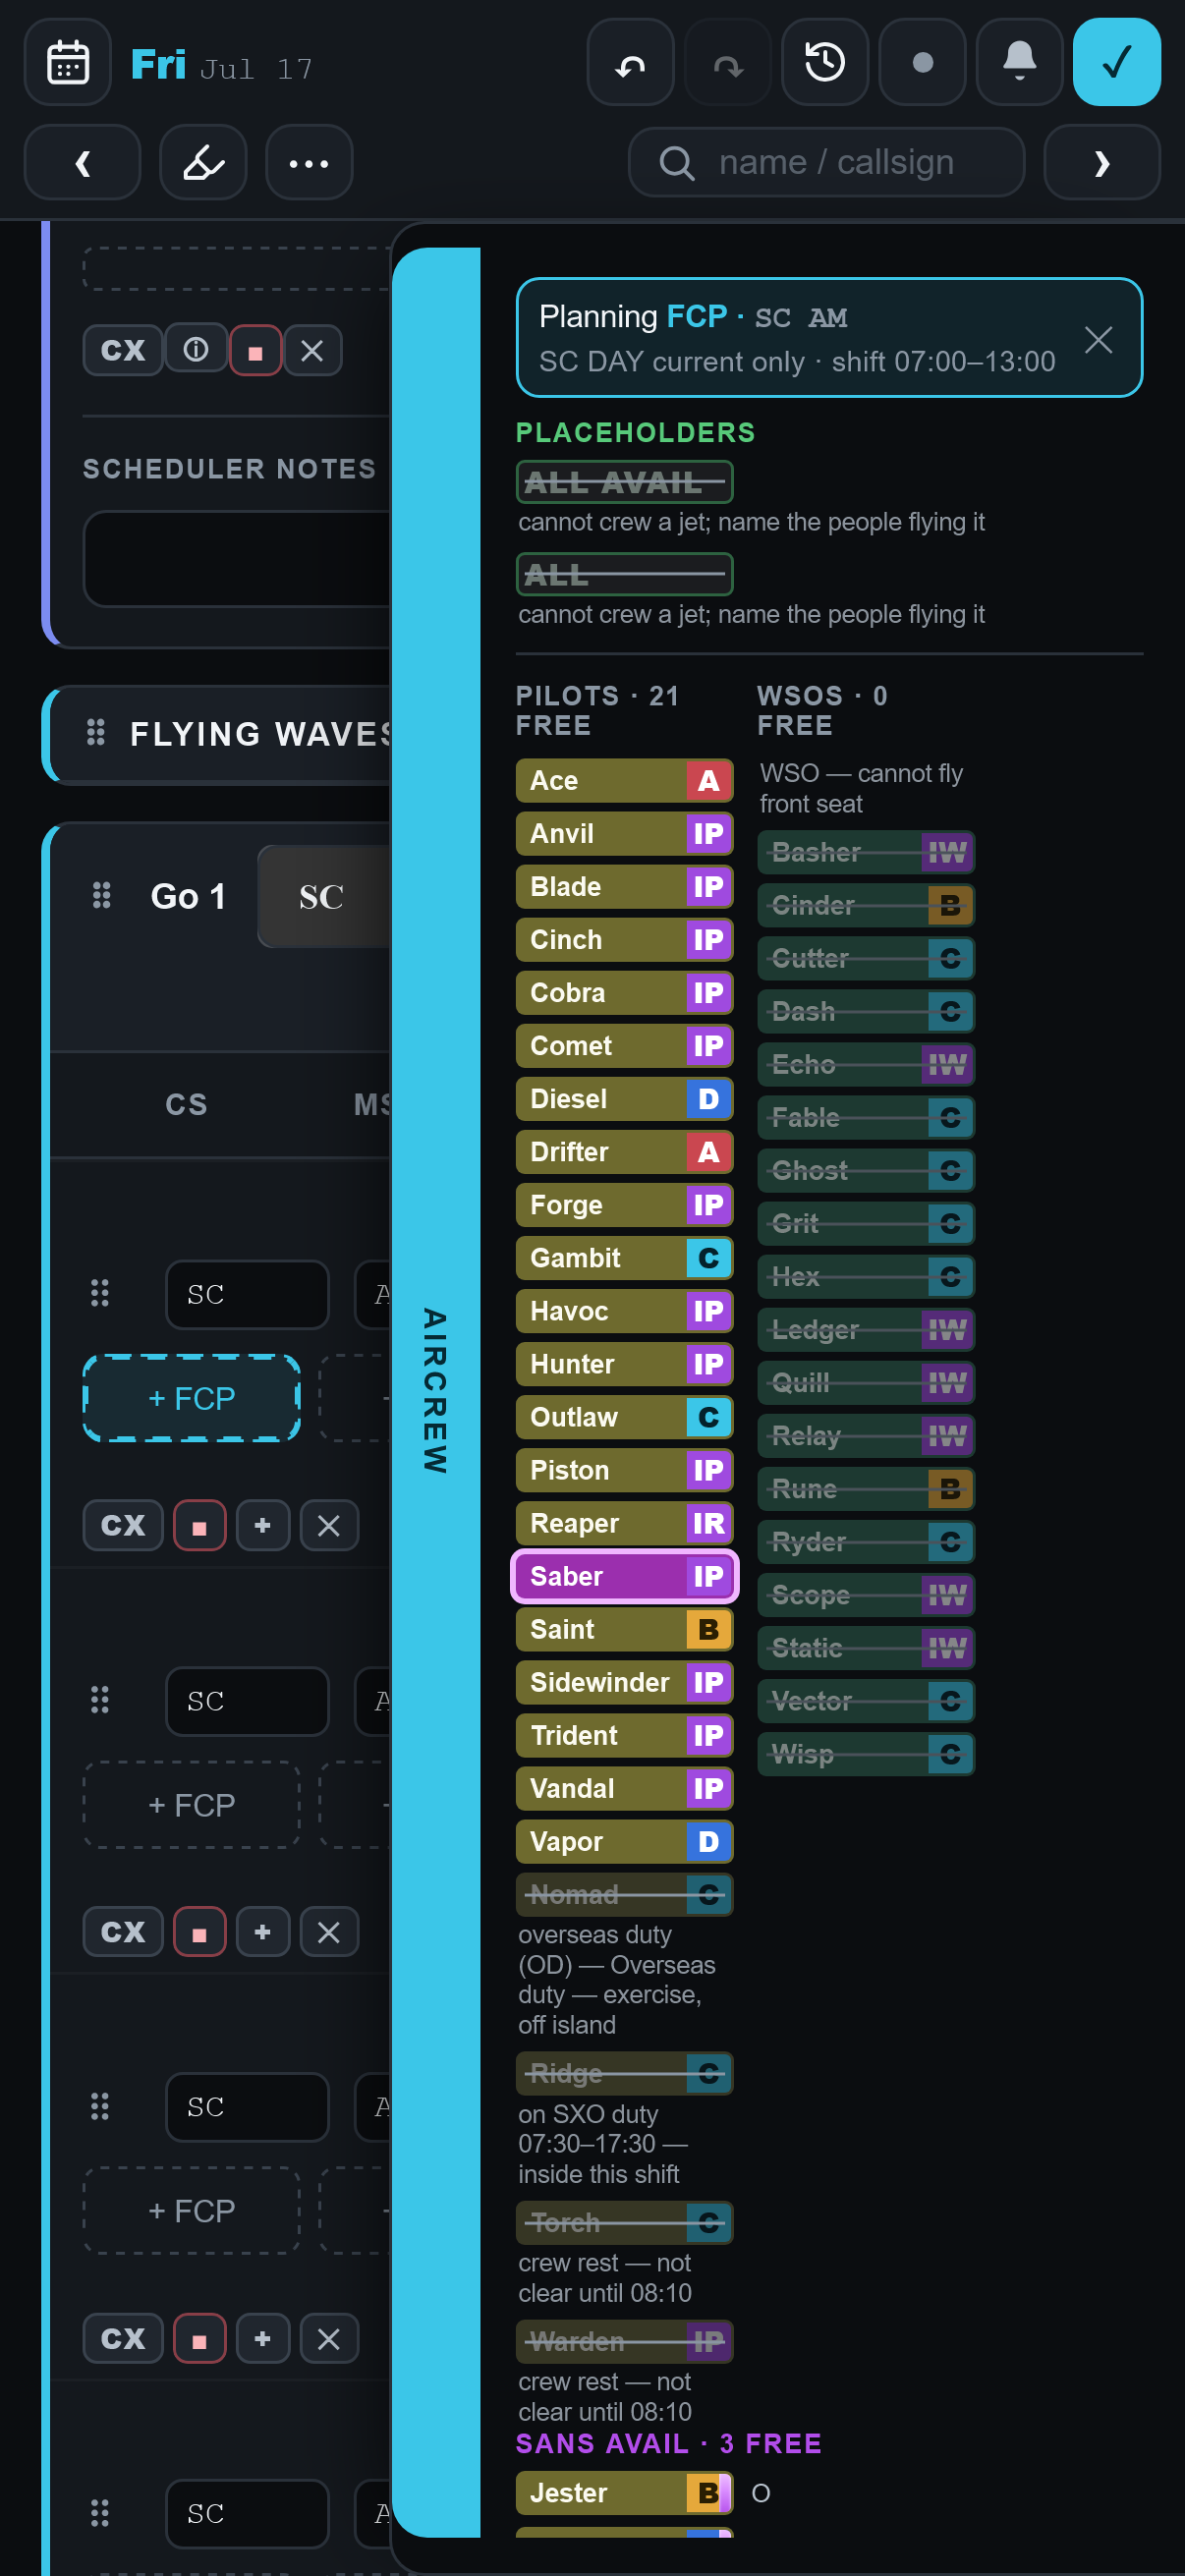 Fri Jul 17
name / callsign
CX
SCHEDULER NOTES
FLYING WAVES
Go 1 SC
CS MS
SC A
+ FCP
CX +
SC A
+ FCP
CX +
SC A
+ FCP
CX +
SC A
AIRCREW
Planning FCP · SC AM
SC DAY current only · shift 07:00–13:00
PLACEHOLDERS
ALL AVAIL
cannot crew a jet; name the people flying it
ALL
cannot crew a jet; name the people flying it
PILOTS · 21
FREE
Ace A
Anvil IP
Blade IP
Cinch IP
Cobra IP
Comet IP
Diesel D
Drifter A
Forge IP
Gambit C
Havoc IP
Hunter IP
Outlaw C
Piston IP
Reaper IR
Saber IP
Saint B
Sidewinder IP
Trident IP
Vandal IP
Vapor D
Nomad C
overseas duty
(OD) — Overseas
duty — exercise,
off island
Ridge C
on SXO duty
07:30–17:30 —
inside this shift
Torch C
crew rest — not
clear until 08:10
Warden IP
crew rest — not
clear until 08:10
WSOS · 0
FREE
WSO — cannot fly
front seat
Basher IW
Cinder B
Cutter C
Dash C
Echo IW
Fable C
Ghost C
Grit C
Hex C
Ledger IW
Quill IW
Relay IW
Rune B
Ryder C
Scope IW
Static IW
Vector C
Wisp C
SANS AVAIL · 3 FREE
Jester B O